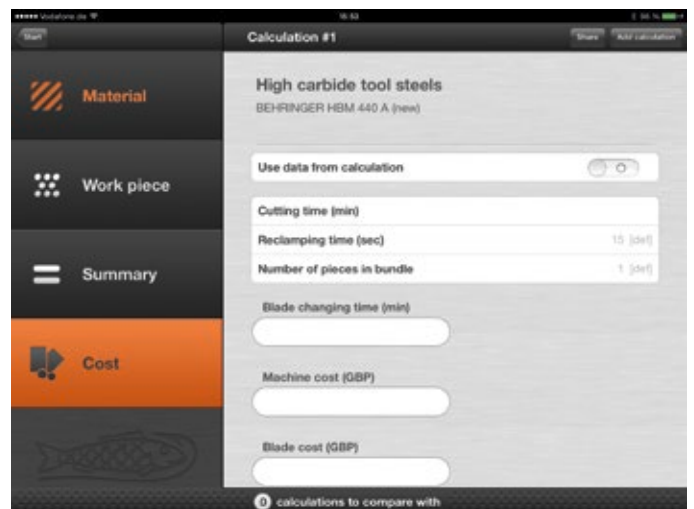 Vodafone.de
16:53
Start
Calculation #1
Share
Add calculation
Material
Work piece
Summary
Cost
High carbide tool steels
BEHRINGER HBM 440 A (new)
Use data from calculation
Cutting time (min)
Reclamping time (sec) 15 [def]
Number of pieces in bundle 1 [def]
Blade changing time (min)
Machine cost (GBP)
Blade cost (GBP)
0 calculations to compare with